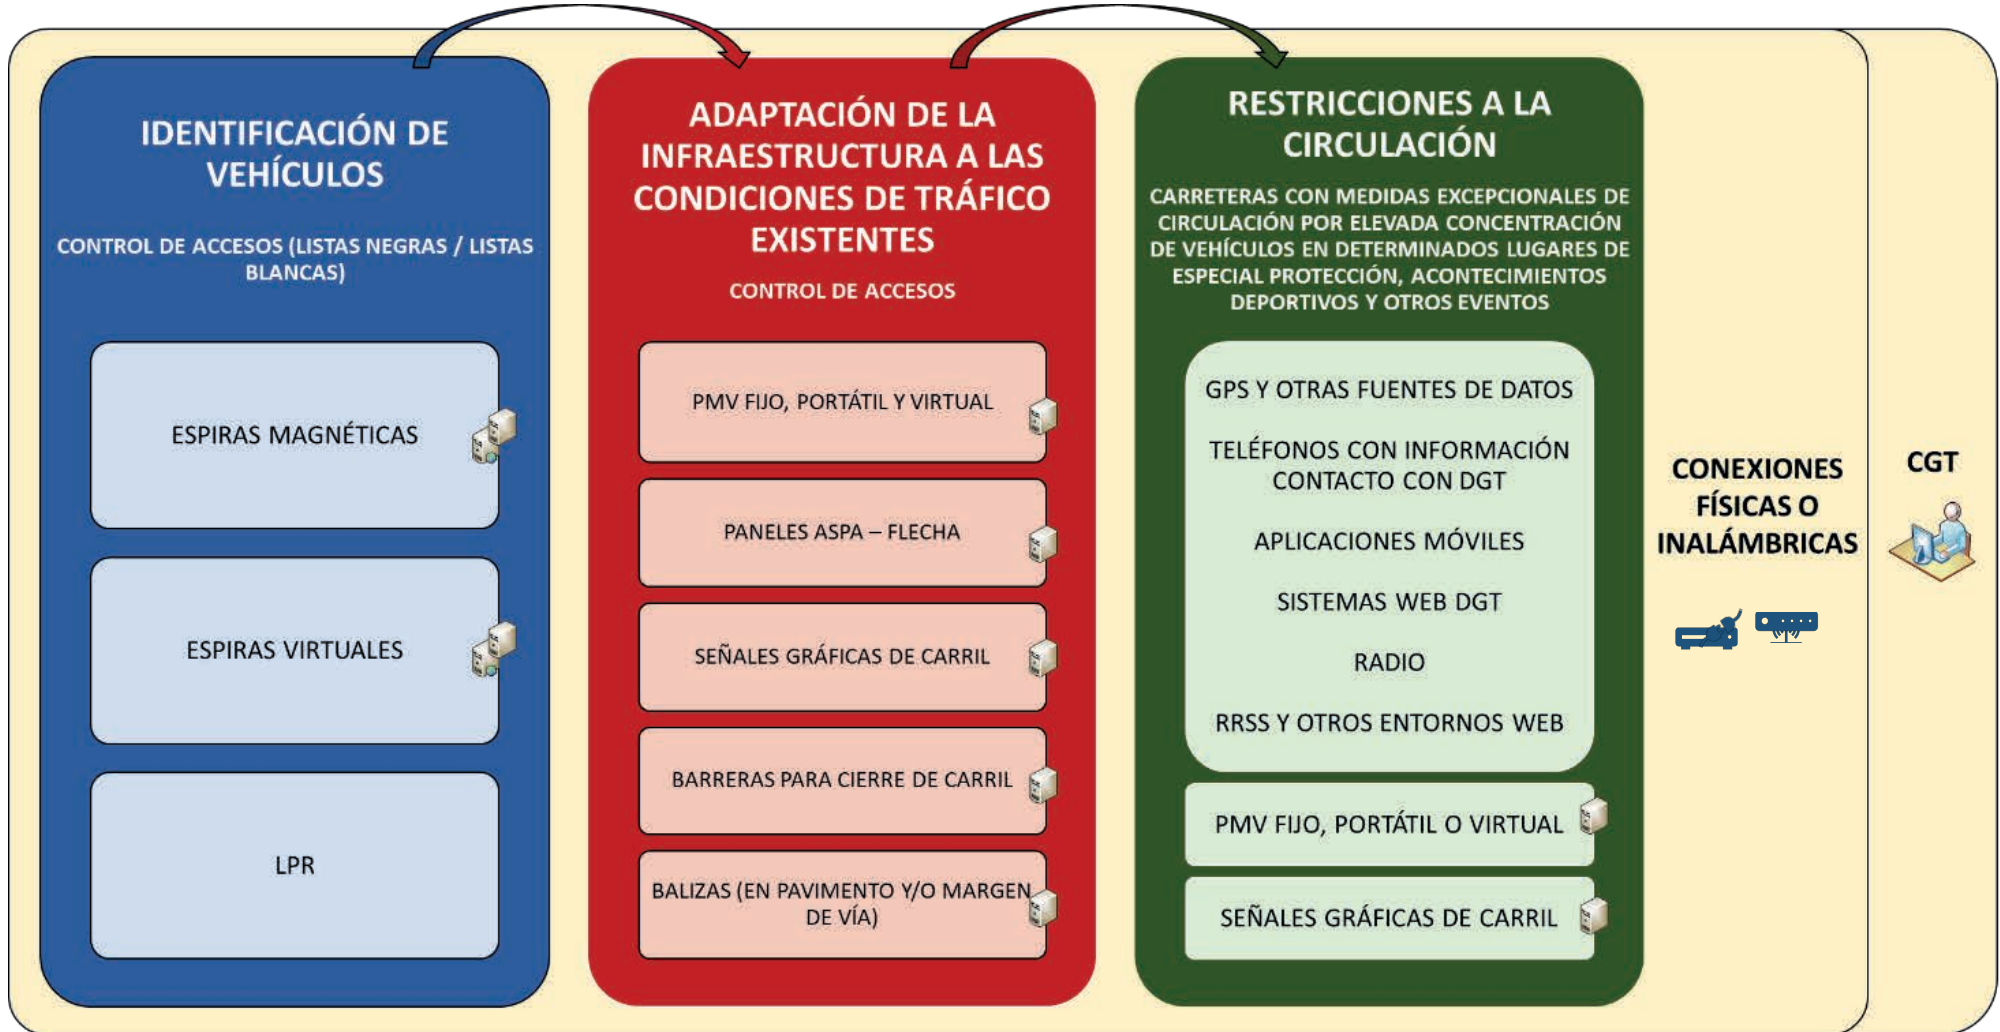 IDENTIFICACIÓN DE
VEHÍCULOS
CONTROL DE ACCESOS (LISTAS NEGRAS / LISTAS
BLANCAS)
ESPIRAS MAGNÉTICAS
ESPIRAS VIRTUALES
LPR
ADAPTACIÓN DE LA
INFRAESTRUCTURA A LAS
CONDICIONES DE TRÁFICO
EXISTENTES
CONTROL DE ACCESOS
PMV FIJO, PORTÁTIL Y VIRTUAL
PANELES ASPA – FLECHA
SEÑALES GRÁFICAS DE CARRIL
BARRERAS PARA CIERRE DE CARRIL
BALIZAS (EN PAVIMENTO Y/O MARGEN
DE VÍA)
RESTRICCIONES A LA
CIRCULACIÓN
CARRETERAS CON MEDIDAS EXCEPCIONALES DE
CIRCULACIÓN POR ELEVADA CONCENTRACIÓN
DE VEHÍCULOS EN DETERMINADOS LUGARES DE
ESPECIAL PROTECCIÓN, ACONTECIMIENTOS
DEPORTIVOS Y OTROS EVENTOS
GPS Y OTRAS FUENTES DE DATOS
TELÉFONOS CON INFORMACIÓN
CONTACTO CON DGT
APLICACIONES MÓVILES
SISTEMAS WEB DGT
RADIO
RRSS Y OTROS ENTORNOS WEB
PMV FIJO, PORTÁTIL O VIRTUAL
SEÑALES GRÁFICAS DE CARRIL
CONEXIONES
FÍSICAS O
INALÁMBRICAS
CGT